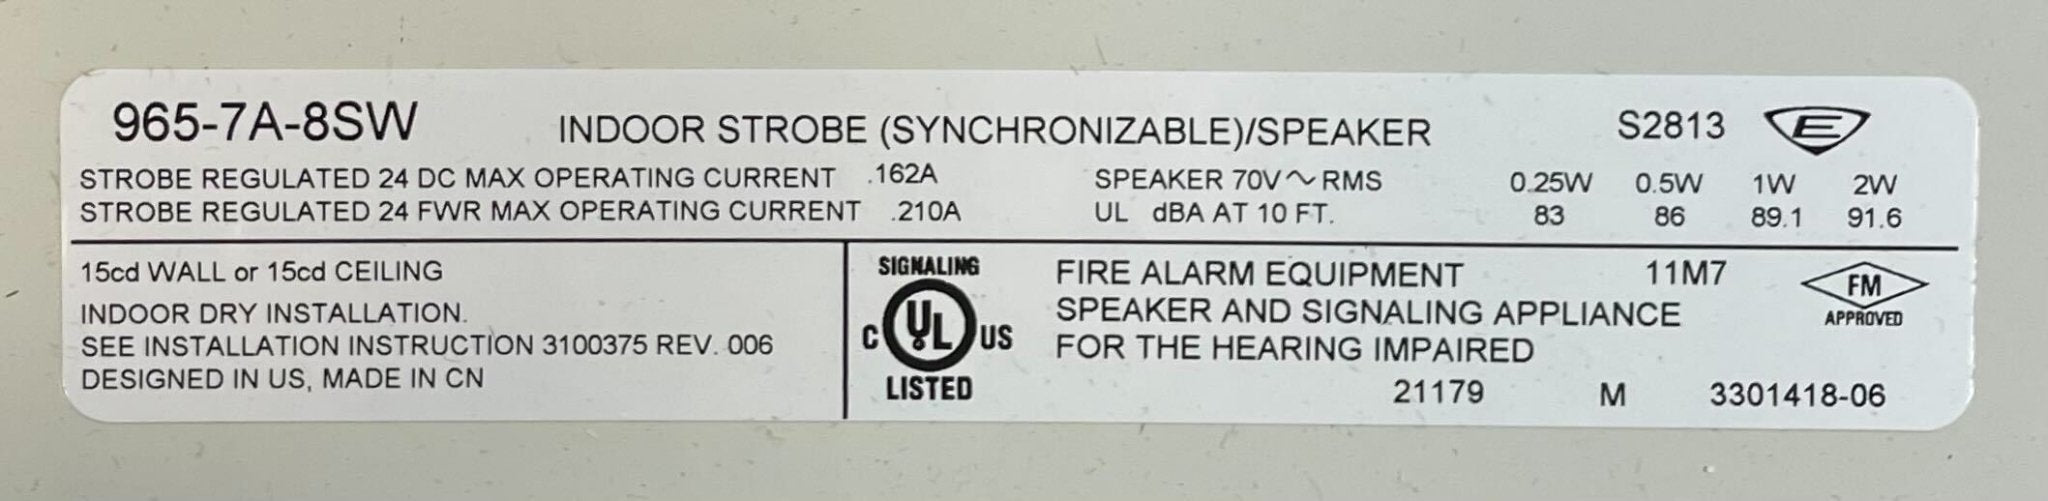 965-7A-8SW INDOOR STROBE (SYNCHRONIZABLE)/SPEAKER S2813 E
STROBE REGULATED 24 DC MAX OPERATING CURRENT .162A
STROBE REGULATED 24 FWR MAX OPERATING CURRENT .210A
SPEAKER 70V～RMS 0.25W 0.5W 1W 2W
UL dBA AT 10 FT. 83 86 89.1 91.6
15cd WALL or 15cd CEILING
INDOOR DRY INSTALLATION.
SEE INSTALLATION INSTRUCTION 3100375 REV. 006
DESIGNED IN US, MADE IN CN
SIGNALING
C UL US
LISTED
FIRE ALARM EQUIPMENT 11M7
SPEAKER AND SIGNALING APPLIANCE
FOR THE HEARING IMPAIRED
21179 M 3301418-06
FM
APPROVED